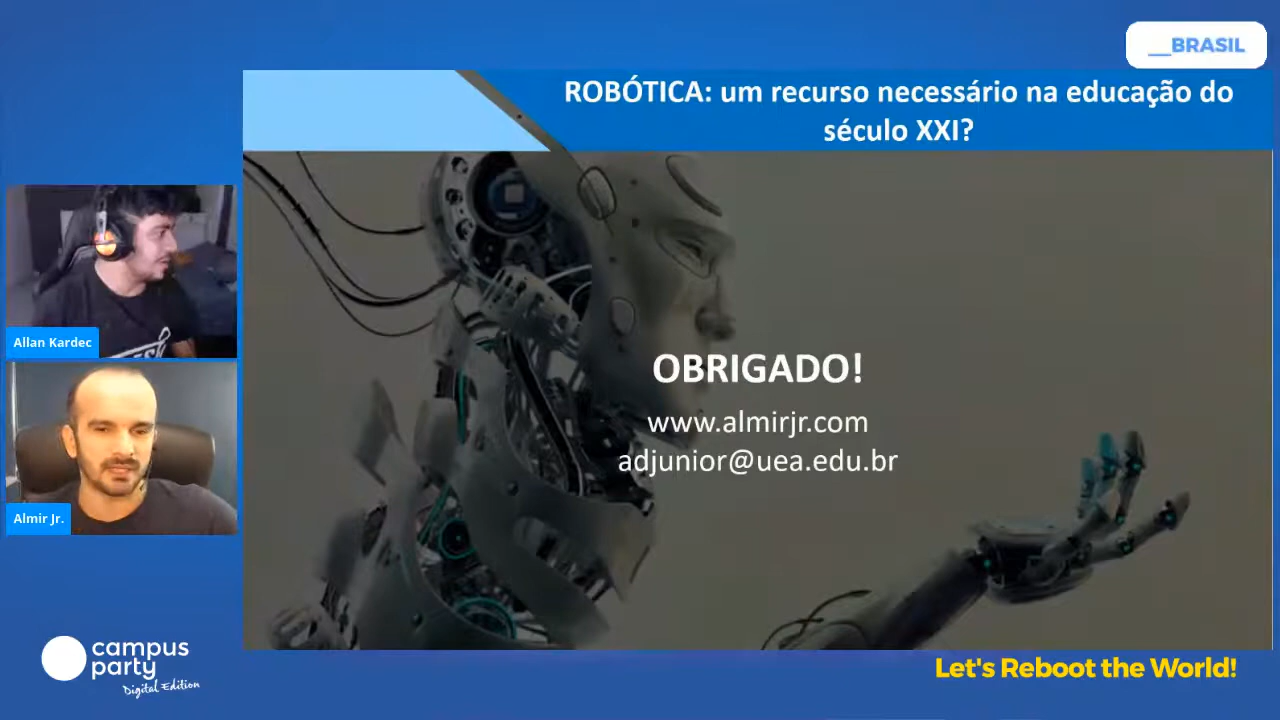 __BRASIL
ROBÓTICA: um recurso necessário na educação do
século XXI?
Allan Kardec
Almir Jr.
OBRIGADO!
www.almirjr.com
adjunior@uea.edu.br
campus
party
Digital Edition
Let's Reboot the World!